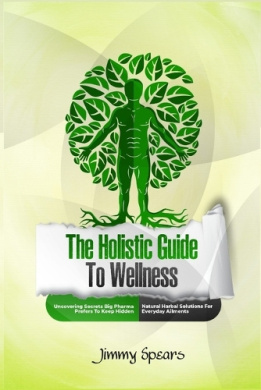 The Holistic Guide
To Wellness
Uncovering Secrets Big Pharma
Prefers To Keep Hidden
Natural Harbal Solutions For
Everyday Ailments
Jimmy Spears